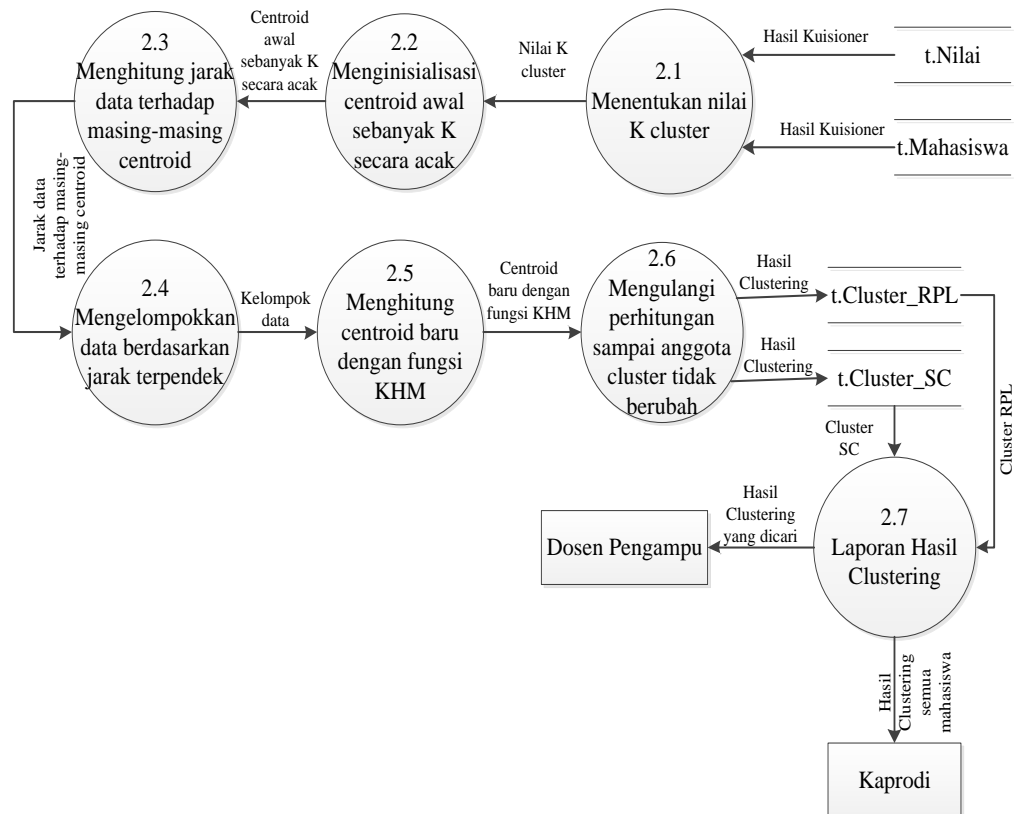 2.3
Menghitung jarak
data terhadap
masing-masing
centroid
Centroid
awal
sebanyak K
secara acak
2.2
Menginisialisasi
centroid awal
sebanyak K
secara acak
Nilai K
cluster
2.1
Menentukan nilai
K cluster
Hasil Kuisioner
t.Nilai
Hasil Kuisioner
t.Mahasiswa
Jarak data
terhadap masing-
masing centroid
2.4
Mengelompokkan
data berdasarkan
jarak terpendek
Kelompok
data
2.5
Menghitung
centroid baru
dengan fungsi
KHM
Centroid
baru dengan
fungsi KHM
2.6
Mengulangi
perhitungan
sampai anggota
cluster tidak
berubah
Hasil
Clustering
t.Cluster_RPL
Hasil
Clustering
t.Cluster_SC
Cluster
SC
Cluster RPL
2.7
Laporan Hasil
Clustering
Hasil
Clustering
yang dicari
Dosen Pengampu
Hasil
Clustering
semua
mahasiswa
Kaprodi